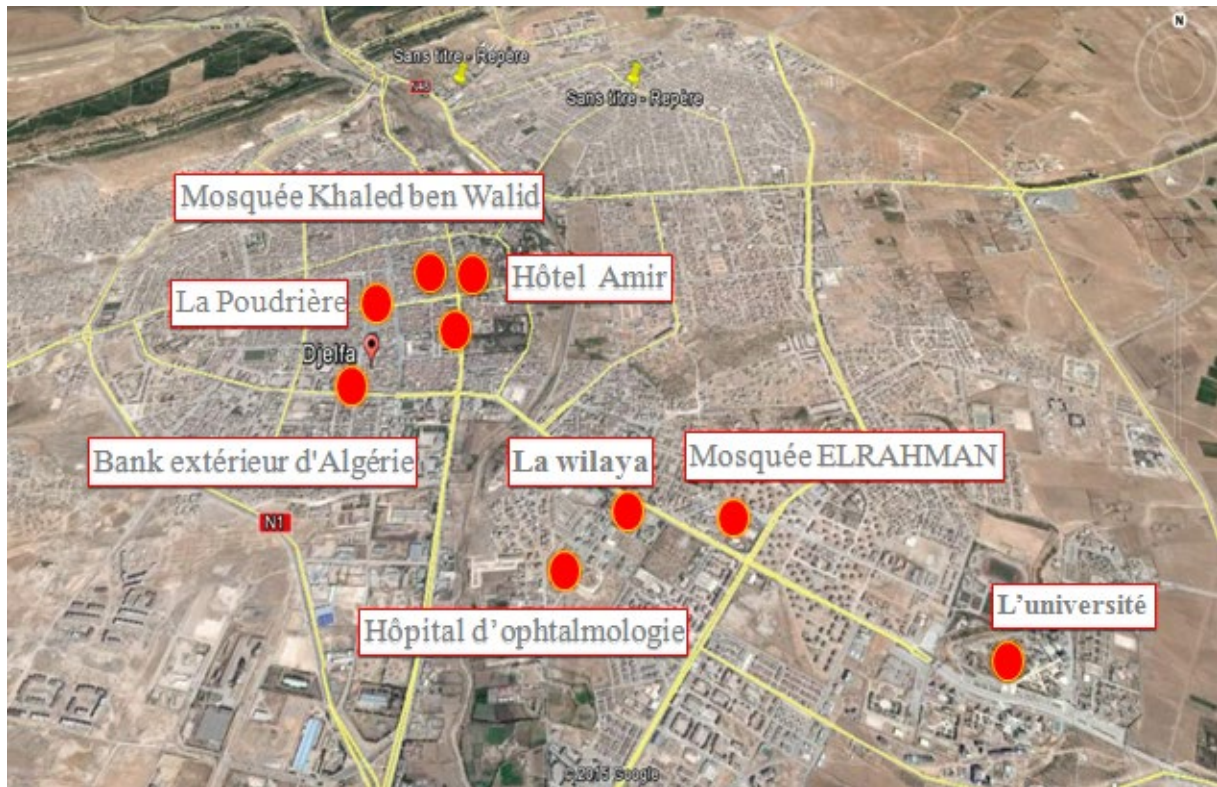 N
Sans titre - Repère
Sans titre - Repère
Mosquée Khaled ben Walid
Hôtel Amir
La Poudrière
Djelfa
Bank extérieur d'Algérie
La wilaya
Mosquée ELRAHMAN
N1
L’université
Hôpital d’ophtalmologie
© 2015 Google